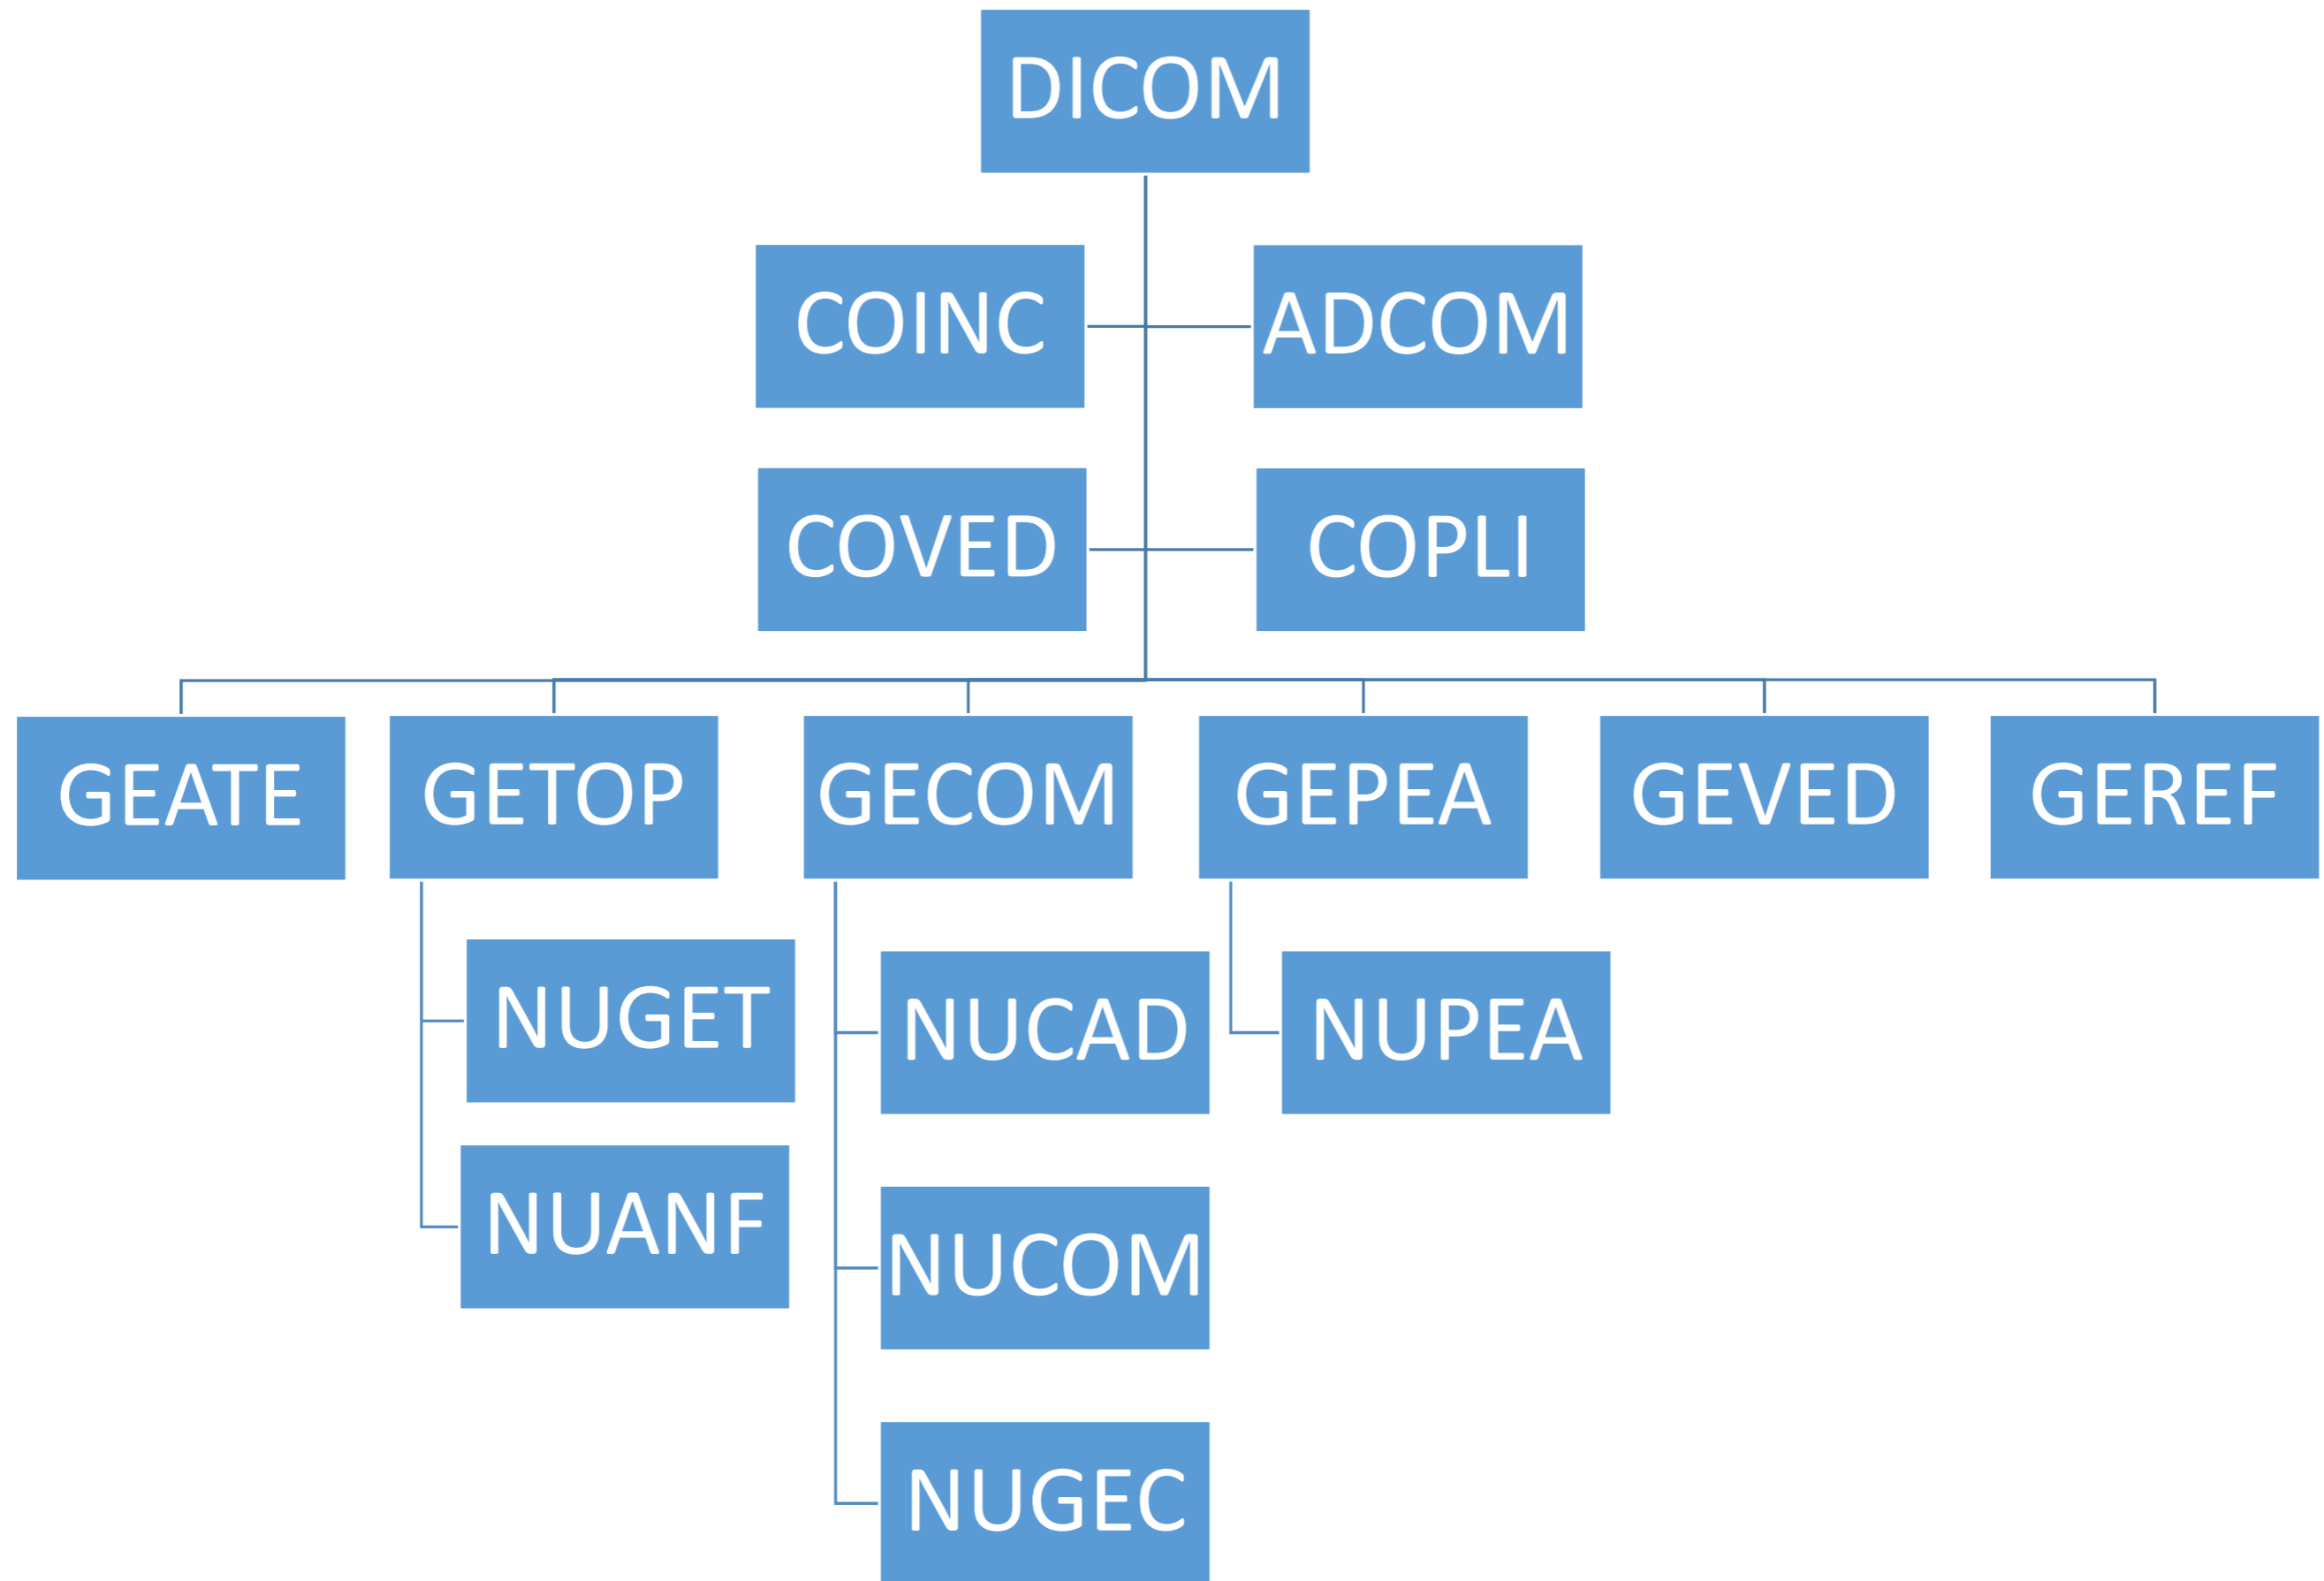 DICOM
COINC
ADCOM
COVED
COPLI
GEATE
GETOP
GECOM
GEPEA
GEVED
GEREF
NUGET
NUCAD
NUPEA
NUANF
NUCOM
NUGEC